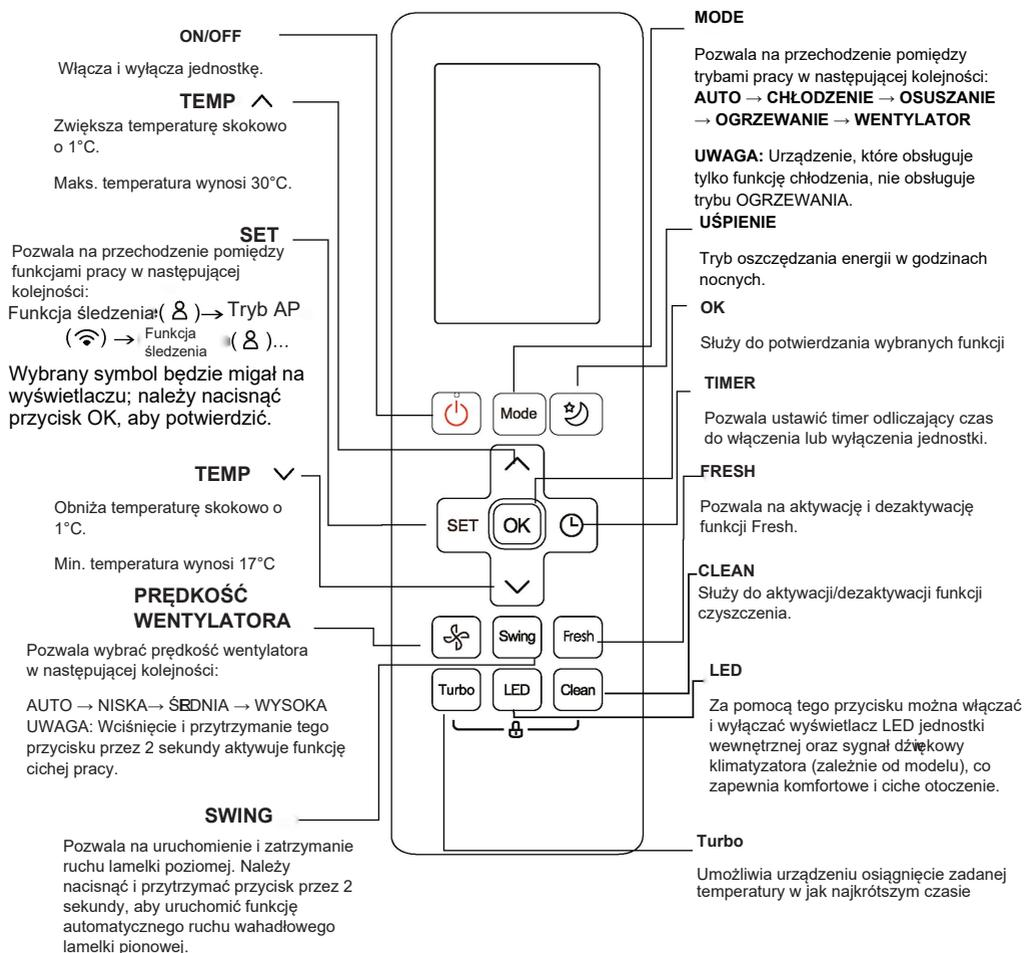 ON/OFF
Włącza i wyłącza jednostkę.
TEMP
Zwiększa temperaturę skokowo
o 1°C.
Maks. temperatura wynosi 30°C.
SET
Pozwala na przechodzenie pomiędzy
funkcjami pracy w następującej
kolejności:
Funkcja śledzenia ( ) → Tryb AP
( ) → Funkcja
śledzenia ( )...
Wybrany symbol będzie migał na
wyświetlaczu; należy nacisnąć
przycisk OK, aby potwierdzić.
TEMP
Obniża temperaturę skokowo o
1°C.
Min. temperatura wynosi 17°C
PRĘDKOŚĆ
WENTYLATORA
Pozwala wybrać prędkość wentylatora
w następującej kolejności:
AUTO → NISKA→ ŚREDNIA → WYSOKA
UWAGA: Wciśnięcie i przytrzymanie tego
przycisku przez 2 sekundy aktywuje funkcję
cichej pracy.
SWING
Pozwala na uruchomienie i zatrzymanie
ruchu lamelki poziomej. Należy
nacisnąć i przytrzymać przycisk przez 2
sekundy, aby uruchomić funkcję
automatycznego ruchu wahadłowego
lamelki pionowej.
Mode
SET
OK
Swing
Fresh
Turbo
LED
Clean
MODE
Pozwala na przechodzenie pomiędzy
trybami pracy w następującej kolejności:
AUTO → CHŁODZENIE → OSUSZANIE
→ OGRZEWANIE → WENTYLATOR
UWAGA: Urządzenie, które obsługuje
tylko funkcję chłodzenia, nie obsługuje
trybu OGRZEWANIA.
UŚPIENIE
Tryb oszczędzania energii w godzinach
nocnych.
OK
Służy do potwierdzania wybranych funkcji
TIMER
Pozwala ustawić timer odliczający czas
do włączenia lub wyłączenia jednostki.
FRESH
Pozwala na aktywację i dezaktywację
funkcji Fresh.
CLEAN
Służy do aktywacji/dezaktywacji funkcji
czyszczenia.
LED
Za pomocą tego przycisku można włączać
i wyłączać wyświetlacz LED jednostki
wewnętrznej oraz sygnał dźwiękowy
klimatyzatora (zależnie od modelu), co
zapewnia komfortowe i ciche otoczenie.
Turbo
Umożliwia urządzeniu osiągnięcie zadanej
temperatury w jak najkrótszym czasie